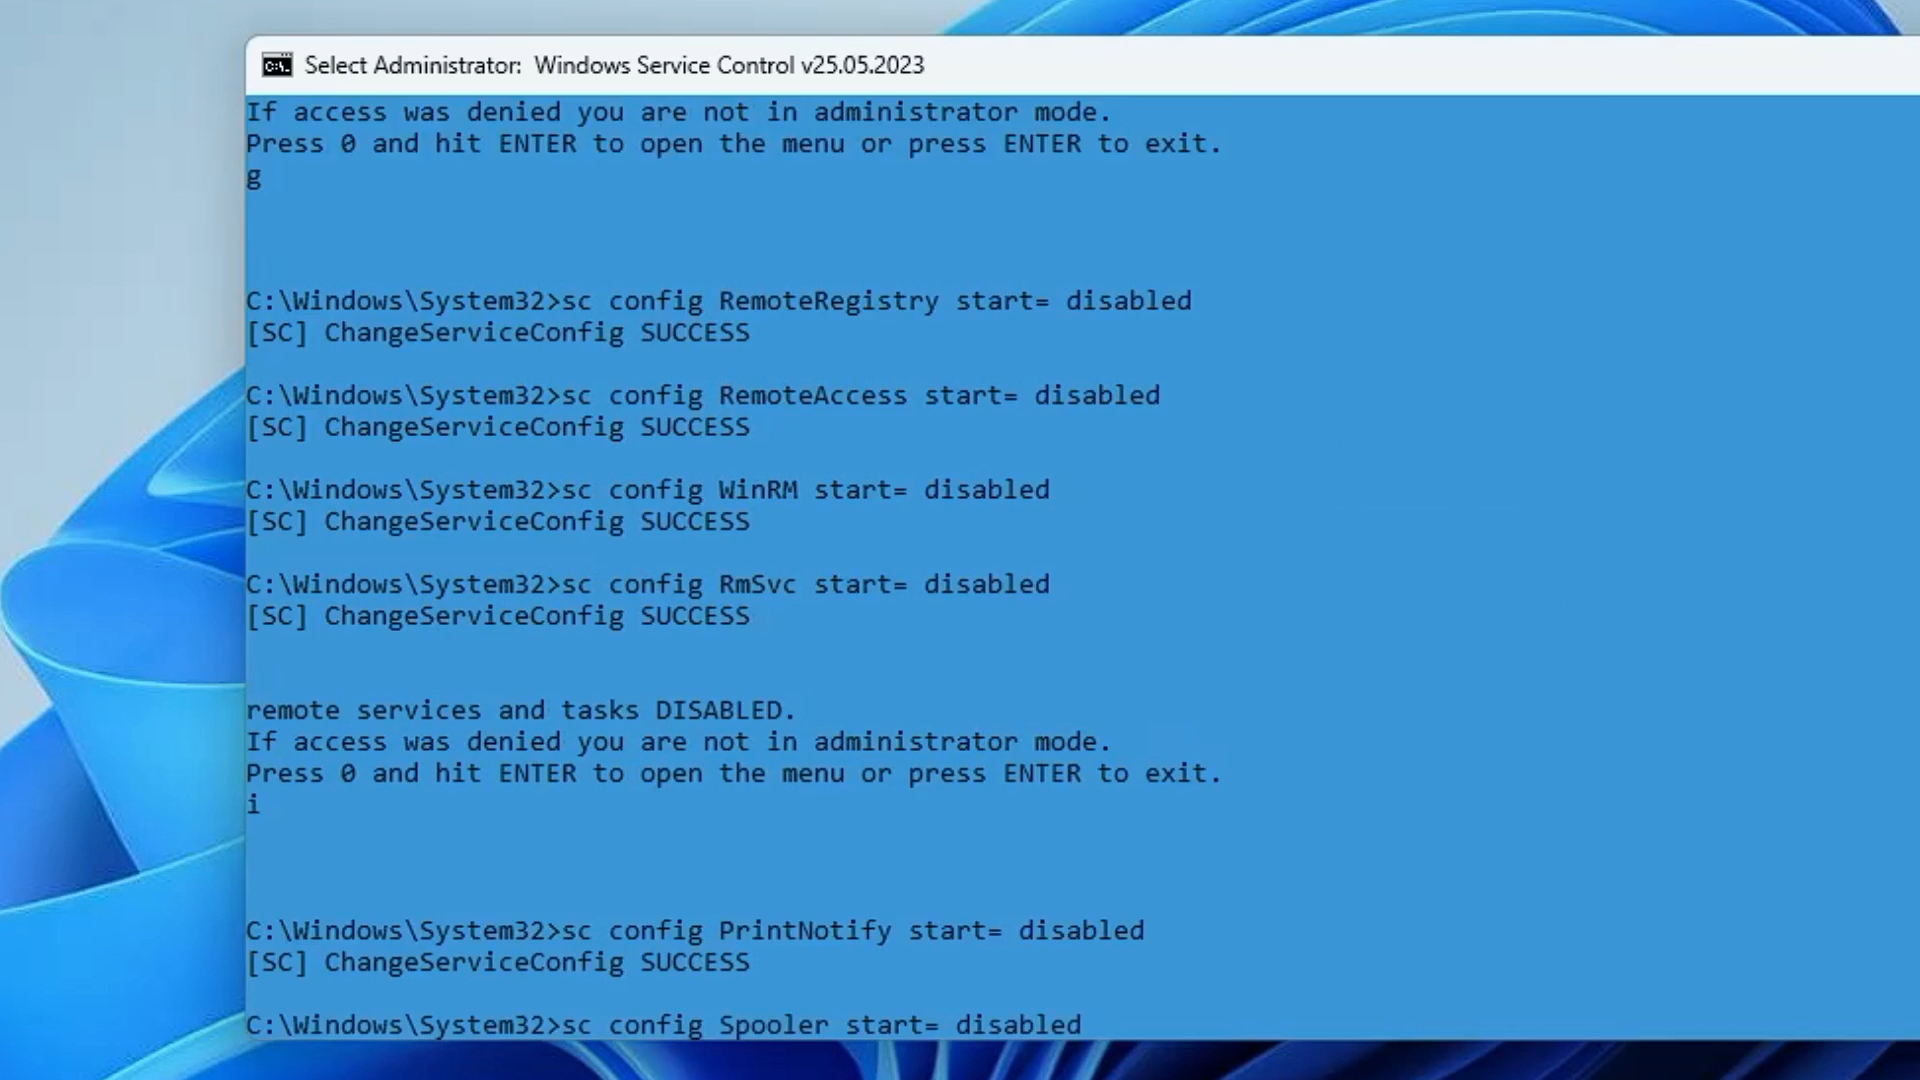 Select Administrator:  Windows Service Control v25.05.2023
If access was denied you are not in administrator mode.
Press 0 and hit ENTER to open the menu or press ENTER to exit.
g
C:\Windows\System32>sc config RemoteRegistry start= disabled
[SC] ChangeServiceConfig SUCCESS
C:\Windows\System32>sc config RemoteAccess start= disabled
[SC] ChangeServiceConfig SUCCESS
C:\Windows\System32>sc config WinRM start= disabled
[SC] ChangeServiceConfig SUCCESS
C:\Windows\System32>sc config RmSvc start= disabled
[SC] ChangeServiceConfig SUCCESS
remote services and tasks DISABLED.
If access was denied you are not in administrator mode.
Press 0 and hit ENTER to open the menu or press ENTER to exit.
i
C:\Windows\System32>sc config PrintNotify start= disabled
[SC] ChangeServiceConfig SUCCESS
C:\Windows\System32>sc config Spooler start= disabled